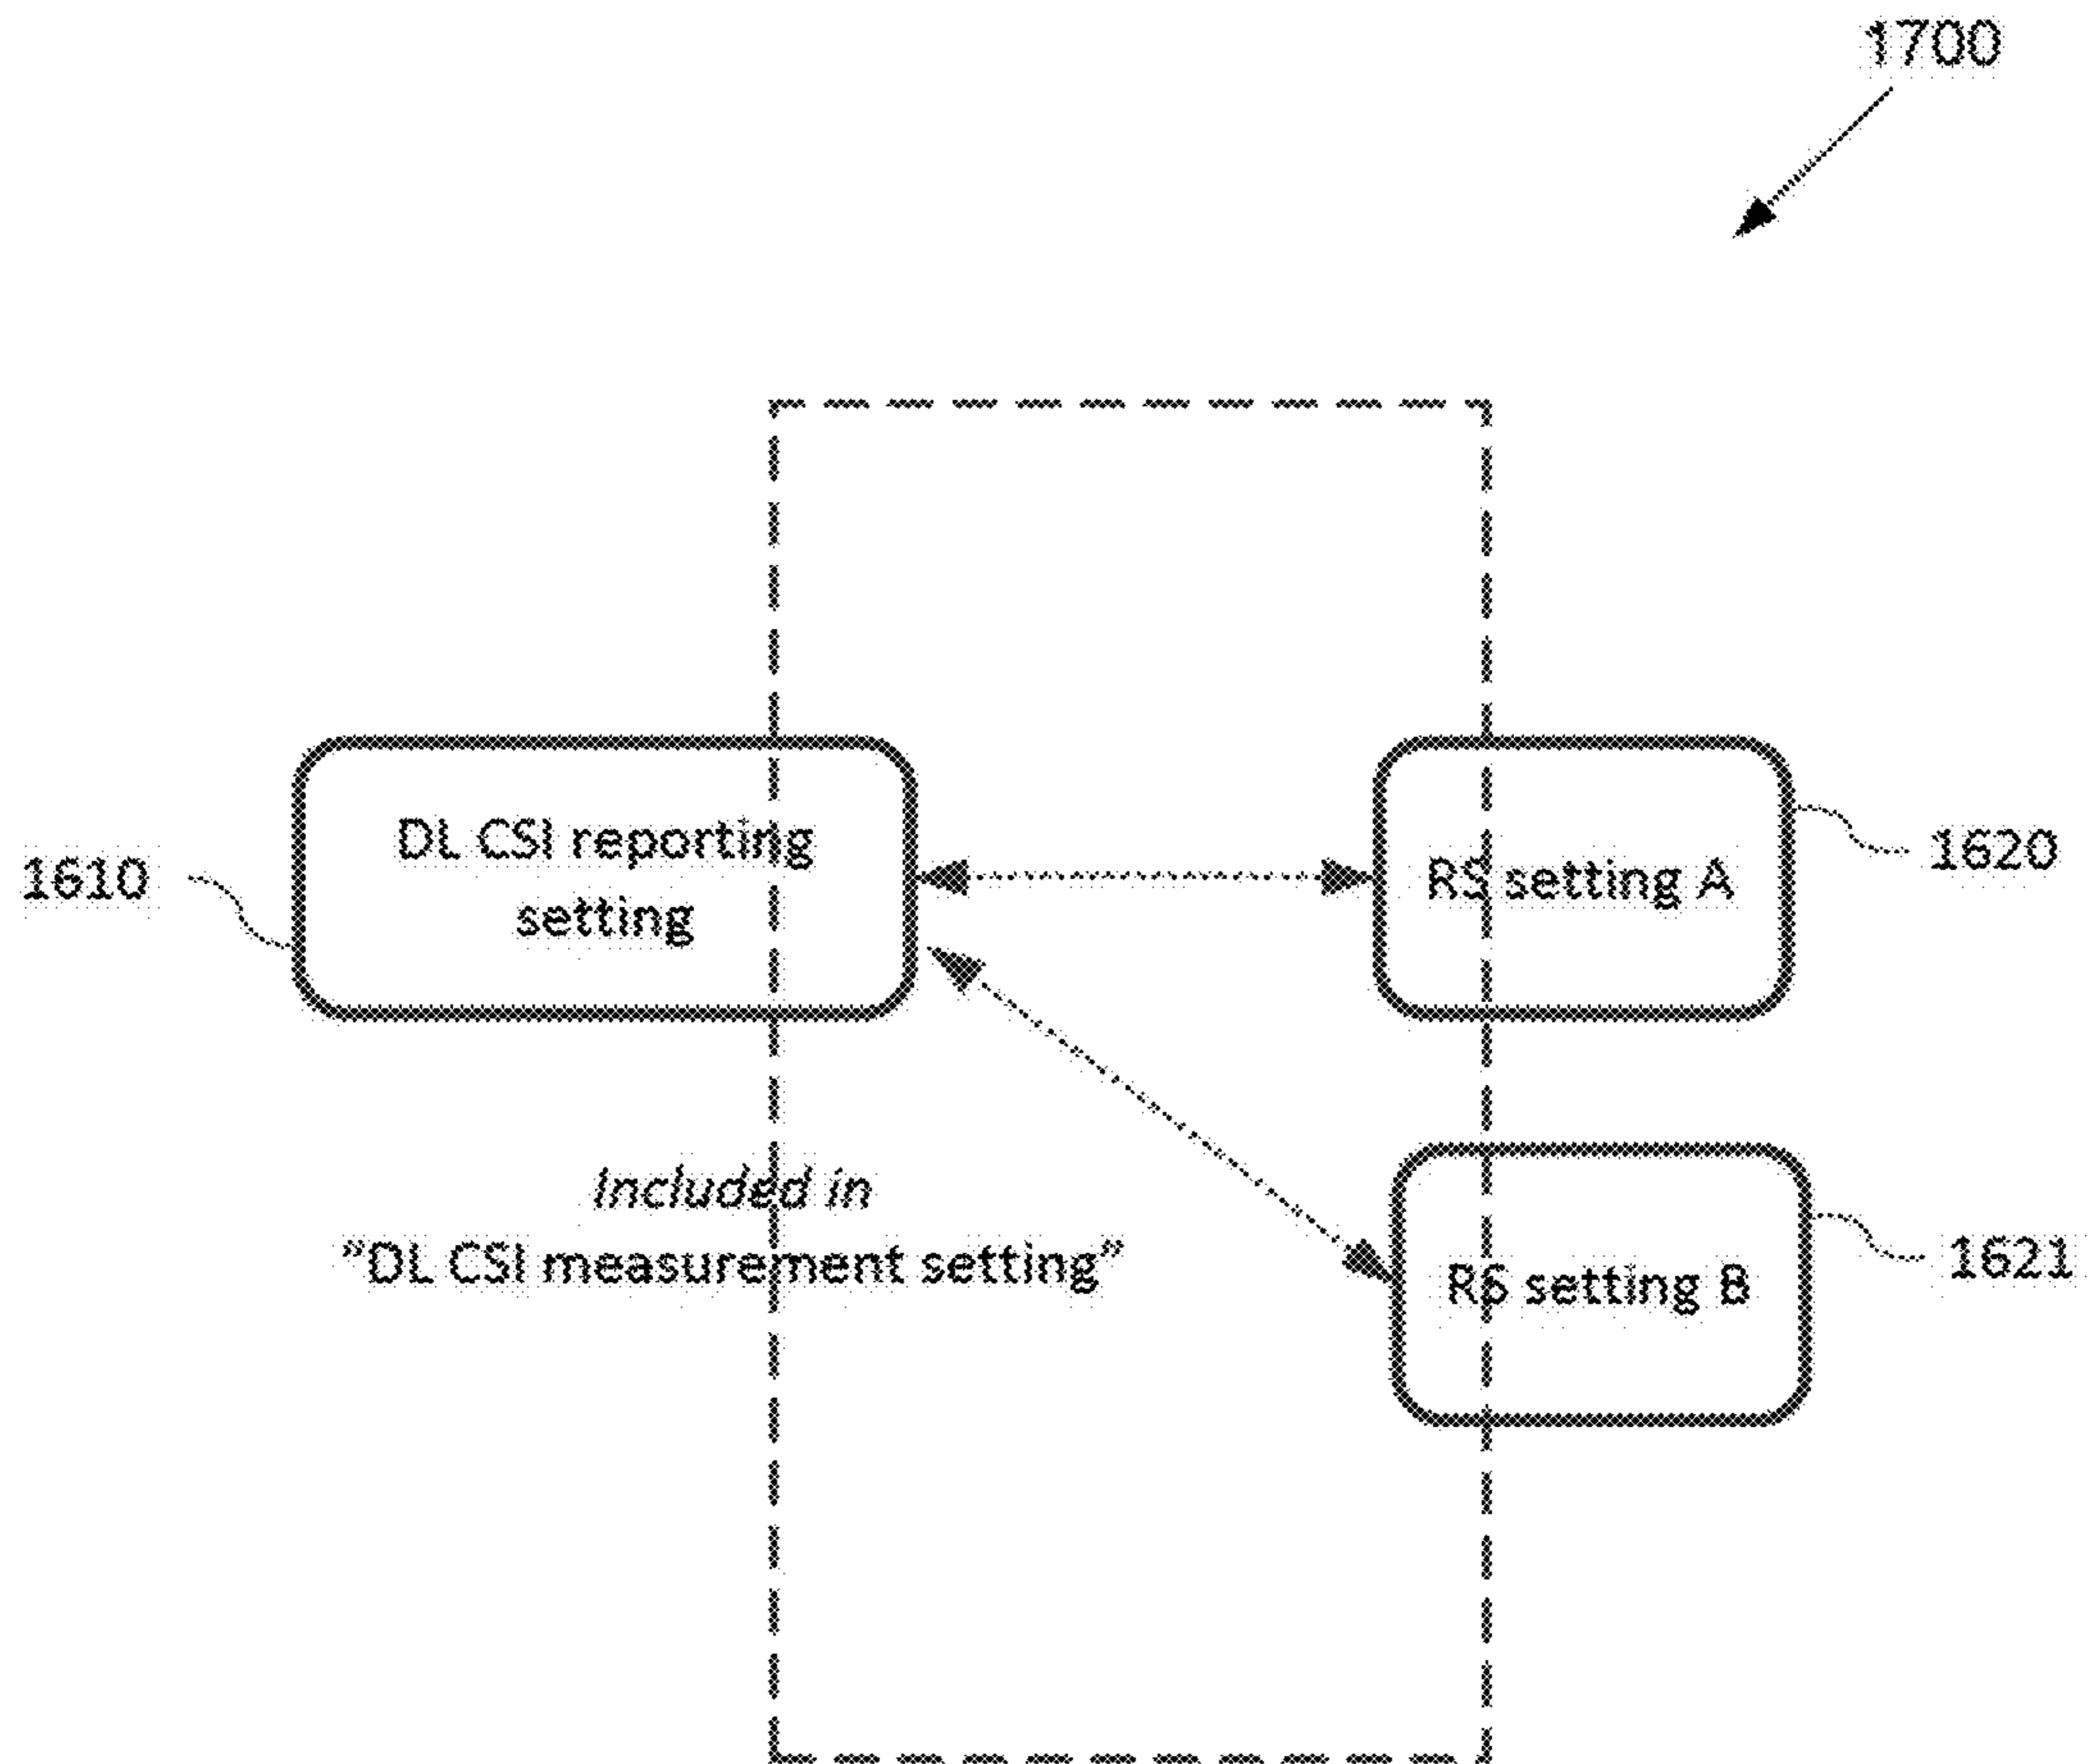 1700
DL CSI reporting
setting
1610
RS setting A
1620
Included in
”DL CSI measurement setting”
RS setting B
1621